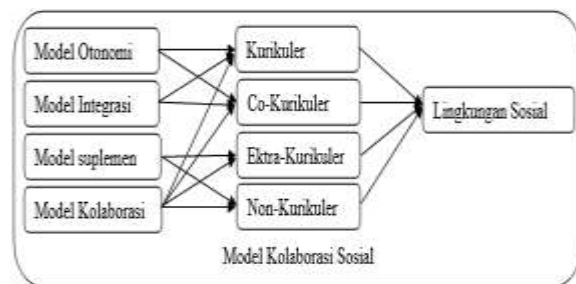 Model Otonomi
Model Integrasi
Model suplemen
Model Kolaborasi
Kurikuler
Co-Kurikuler
Ektra-Kurikuler
Non-Kurikuler
Lingkungan Sosial
Model Kolaborasi Sosial